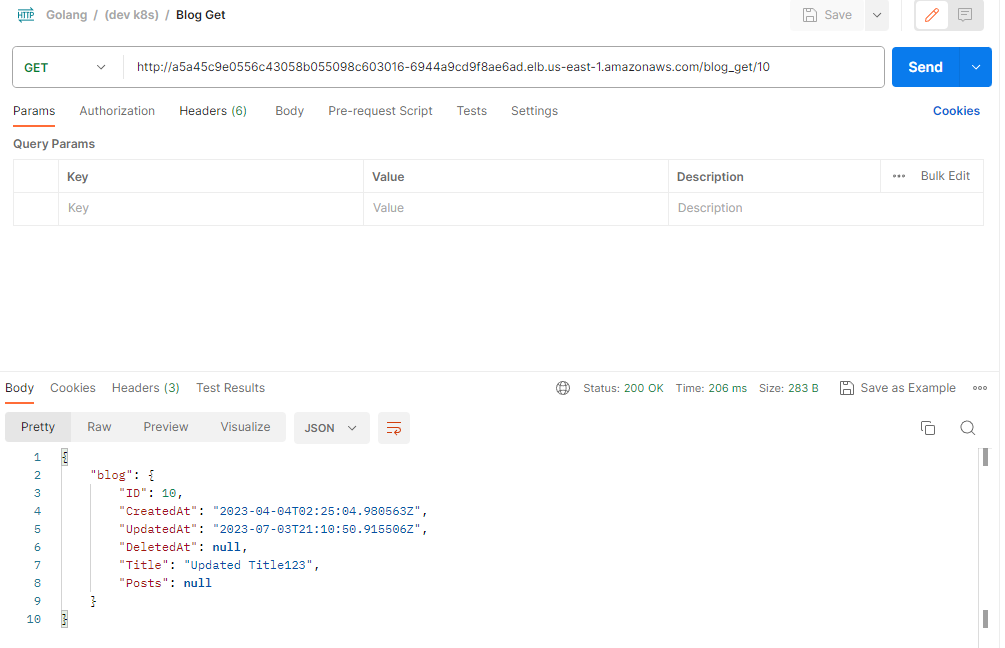 HTTP Golang / (dev k8s) / Blog Get Save
GET http://a5a45c9e0556c43058b055098c603016-6944a9cd9f8ae6ad.elb.us-east-1.amazonaws.com/blog_get/10 Send
Params Authorization Headers (6) Body Pre-request Script Tests Settings Cookies
Query Params
Key Value Description Bulk Edit
Key Value Description
Body Cookies Headers (3) Test Results Status: 200 OK Time: 206 ms Size: 283 B Save as Example
Pretty Raw Preview Visualize JSON
1 {
2 "blog": {
3 "ID": 10,
4 "CreatedAt": "2023-04-04T02:25:04.980563Z",
5 "UpdatedAt": "2023-07-03T21:10:50.915506Z",
6 "DeletedAt": null,
7 "Title": "Updated Title123",
8 "Posts": null
9 }
10 }